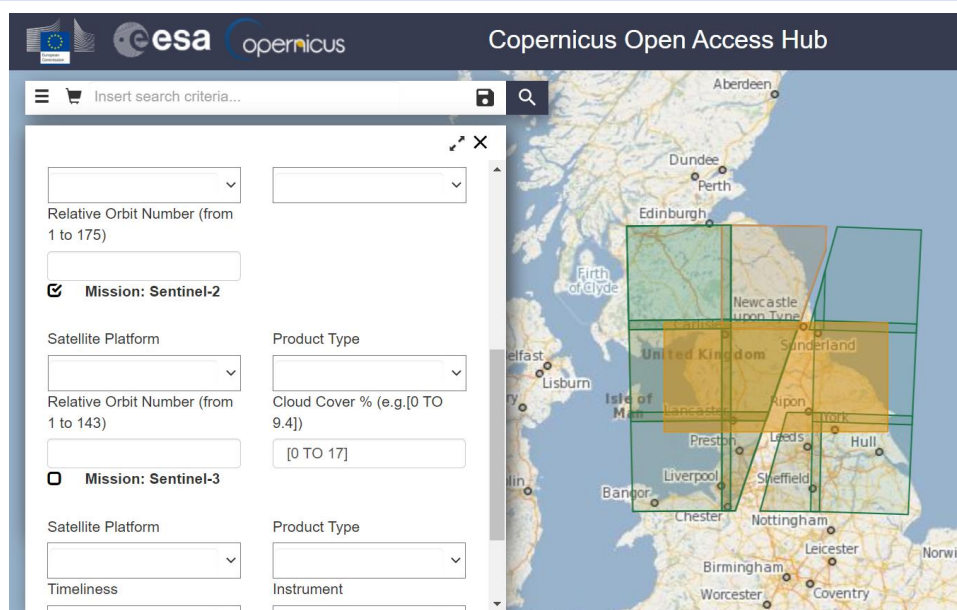 esa
opernicus
Copernicus Open Access Hub
Insert search criteria...
Relative Orbit Number (from
1 to 175)
Mission: Sentinel-2
Satellite Platform
Product Type
Relative Orbit Number (from
1 to 143)
Cloud Cover % (e.g.[0 TO
9.4])
[0 TO 17]
Mission: Sentinel-3
Satellite Platform
Product Type
Timeliness
Instrument
Aberdeen
Dundee
Perth
Edinburgh
Firth
of Clyde
Newcastle
upon Tyne
Carlisle
Sunderland
United Kingdom
elfast
Lisburn
Isle of
Man
Ripon
Lancaster
York
Preston
Leeds
Hull
Liverpool
Sheffield
Bangor
Chester
Nottingham
Leicester
Norwi
Birmingham
Worcester
Coventry